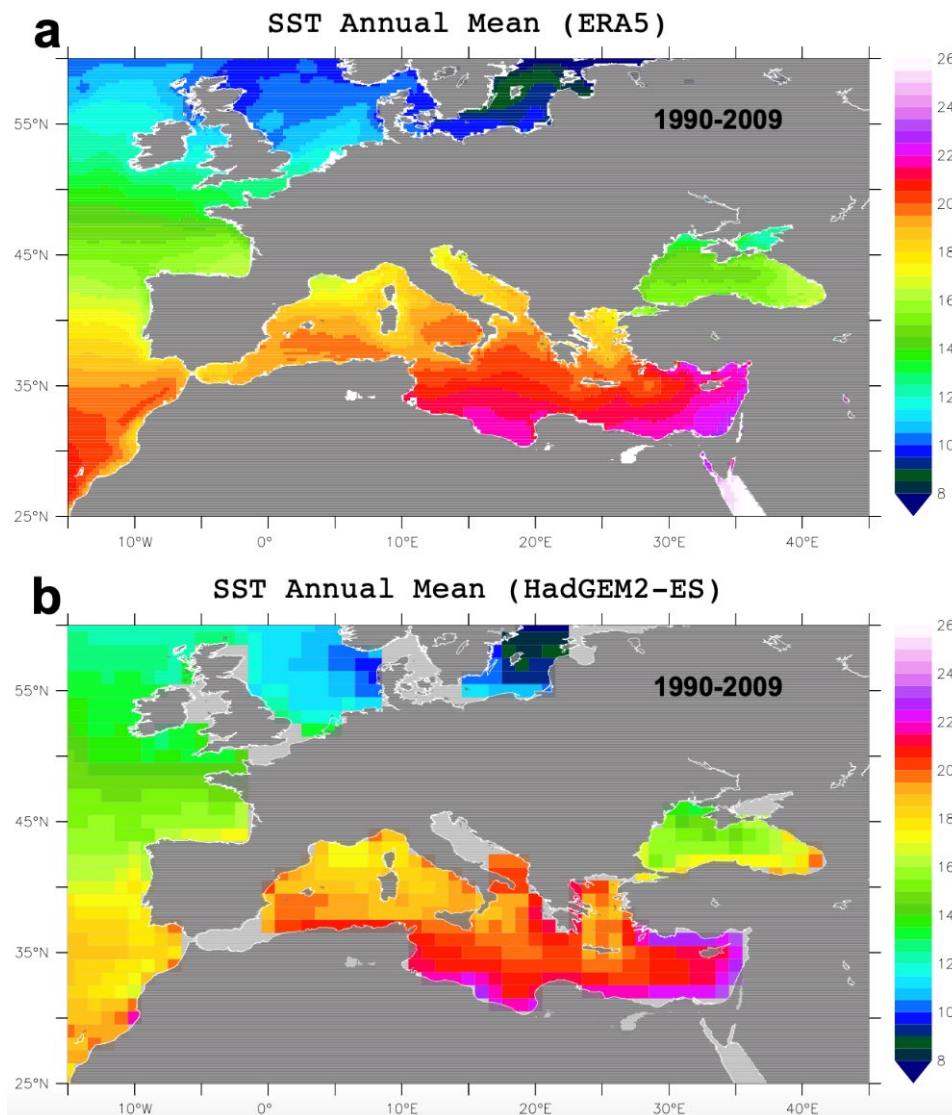 a
SST Annual Mean (ERA5)
1990-2009
55°N
45°N
35°N
25°N
10°W 0° 10°E 20°E 30°E 40°E
26
24
22
20
18
16
14
12
10
8
b
SST Annual Mean (HadGEM2-ES)
1990-2009
55°N
45°N
35°N
25°N
10°W 0° 10°E 20°E 30°E 40°E
26
24
22
20
18
16
14
12
10
8